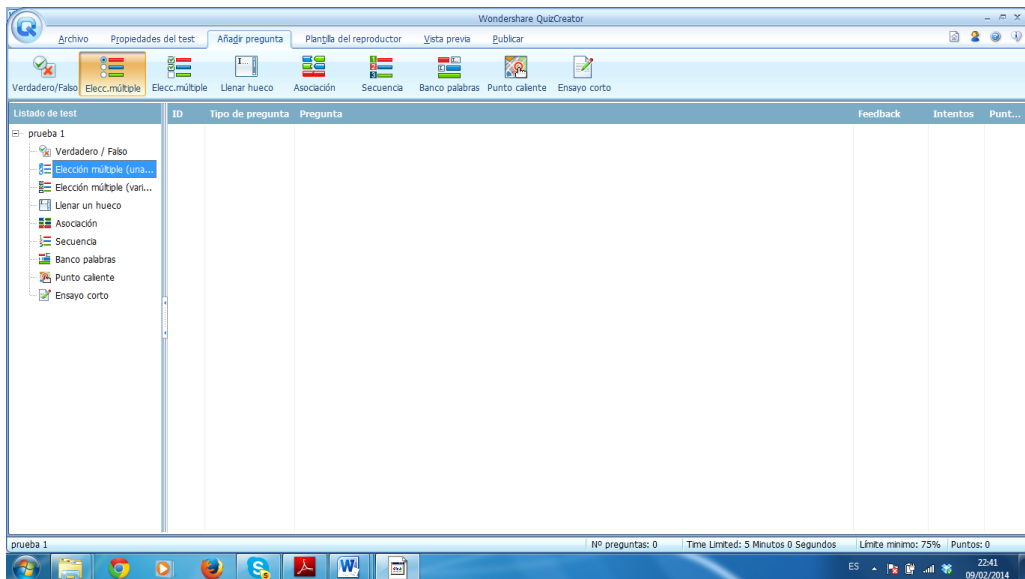 Wondershare QuizCreator
Archivo Propiedades del test Añadir pregunta Plantilla del reproductor Vista previa Publicar
Verdadero/Falso Elecc.múltiple Elecc.múltiple Llenar hueco Asociación Secuencia Banco palabras Punto caliente Ensayo corto
Listado de test ID Tipo de pregunta Pregunta Feedback Intentos Punt...
prueba 1
Verdadero / Falso
Elección múltiple (una...
Elección múltiple (vari...
Llenar un hueco
Asociación
Secuencia
Banco palabras
Punto caliente
Ensayo corto
prueba 1 Nº preguntas: 0 Time Limited: 5 Minutos 0 Segundos Límite minimo: 75% Puntos: 0
ES 22:41
09/02/2014